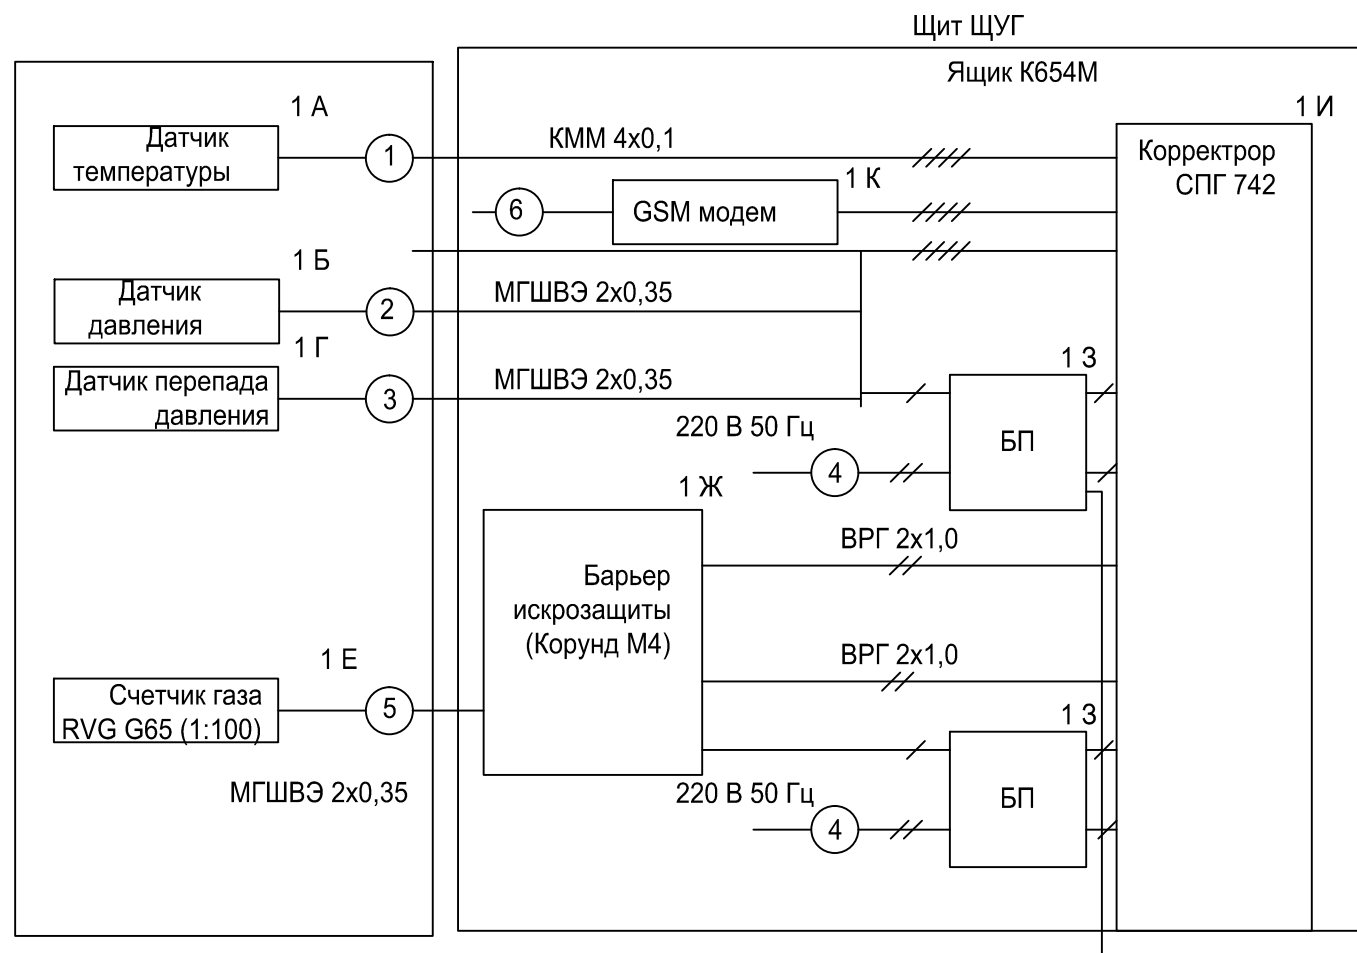 Щит ЩУГ
Ящик К654М
1 А
1 И
Датчик
температуры
1
КММ 4х0,1
Корректрор
СПГ 742
1 К
6
GSM модем
1 Б
Датчик
давления
2
МГШВЭ 2х0,35
1 Г
Датчик перепада
давления
3
МГШВЭ 2х0,35
1 З
220 В 50 Гц
БП
4
1 Ж
ВРГ 2х1,0
Барьер
искрозащиты
(Корунд М4)
ВРГ 2х1,0
1 Е
Счетчик газа
RVG G65 (1:100)
5
1 З
МГШВЭ 2х0,35
220 В 50 Гц
БП
4